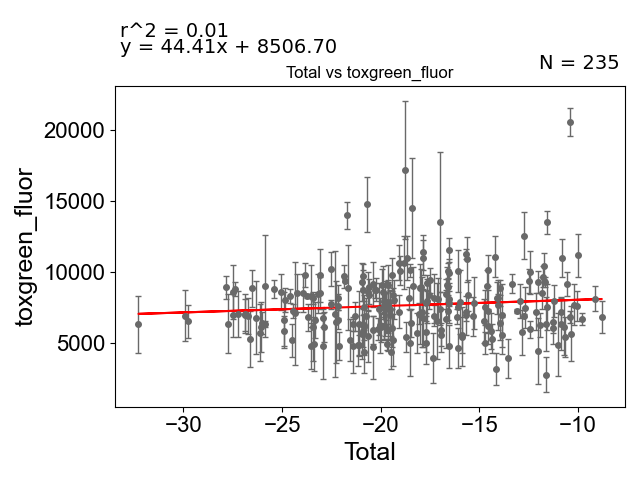 r^2 = 0.01
y = 44.41x + 8506.70
N = 235
Total vs toxgreen_fluor
20000
15000
10000
5000
toxgreen_fluor
−30
−25
−20
−15
−10
Total